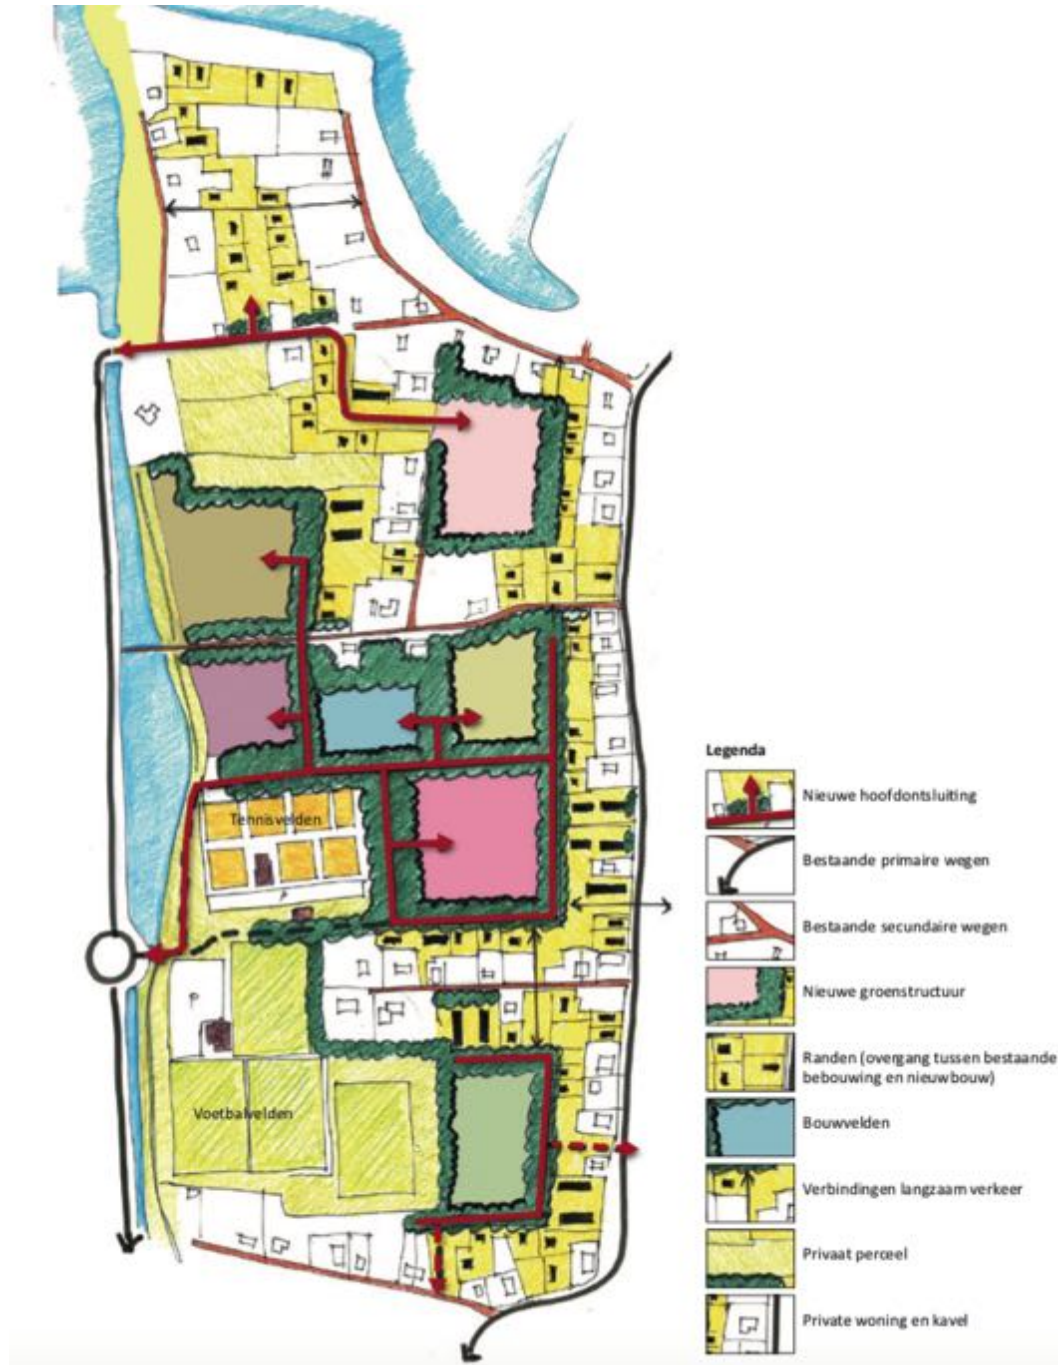 Tennisvelden
P
P
Voetbalvelden
Legenda
Nieuwe hoofdontsluiting
Bestaande primaire wegen
Bestaande secundaire wegen
Nieuwe groenstructuur
Randen (overgang tussen bestaande
bebouwing en nieuwbouw)
Bouwvelden
Verbindingen langzaam verkeer
Privaat perceel
Private woning en kavel